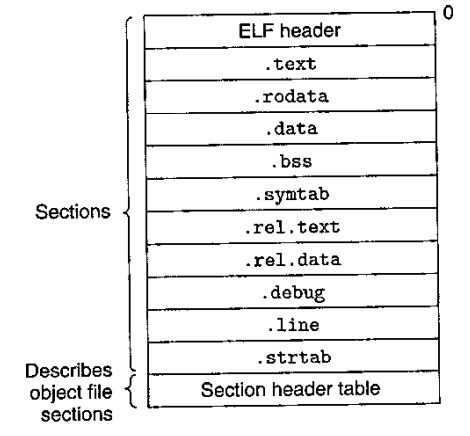 0
ELF header
.text
.rodata
.data
.bss
.symtab
Sections
.rel.text
.rel.data
.debug
.line
.strtab
Describes
object file
sections
Section header table